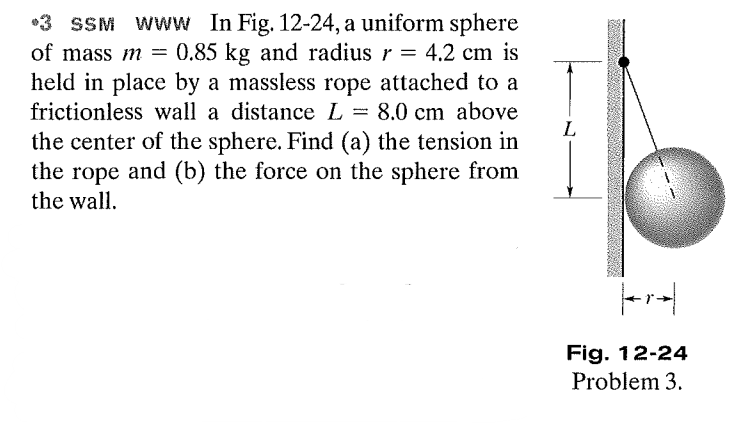 •3 SSM WWW In Fig. 12-24, a uniform sphere
of mass m = 0.85 kg and radius r = 4.2 cm is
held in place by a massless rope attached to a
frictionless wall a distance L = 8.0 cm above
the center of the sphere. Find (a) the tension in
the rope and (b) the force on the sphere from
the wall.
L
r
Fig. 12-24
Problem 3.